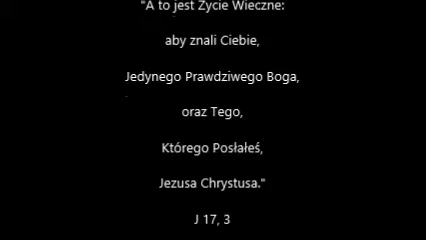 "A to jest Życie Wieczne:
aby znali Ciebie,
Jedynego Prawdziwego Boga,
oraz Tego,
Którego Posłałeś,
Jezusa Chrystusa."
J 17, 3